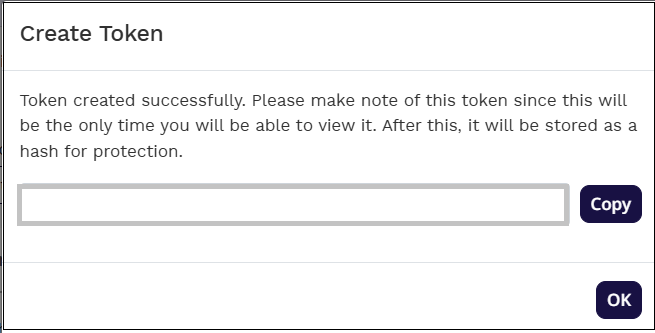 Create Token
Token created successfully. Please make note of this token since this will
be the only time you will be able to view it. After this, it will be stored as a
hash for protection.
Copy
OK